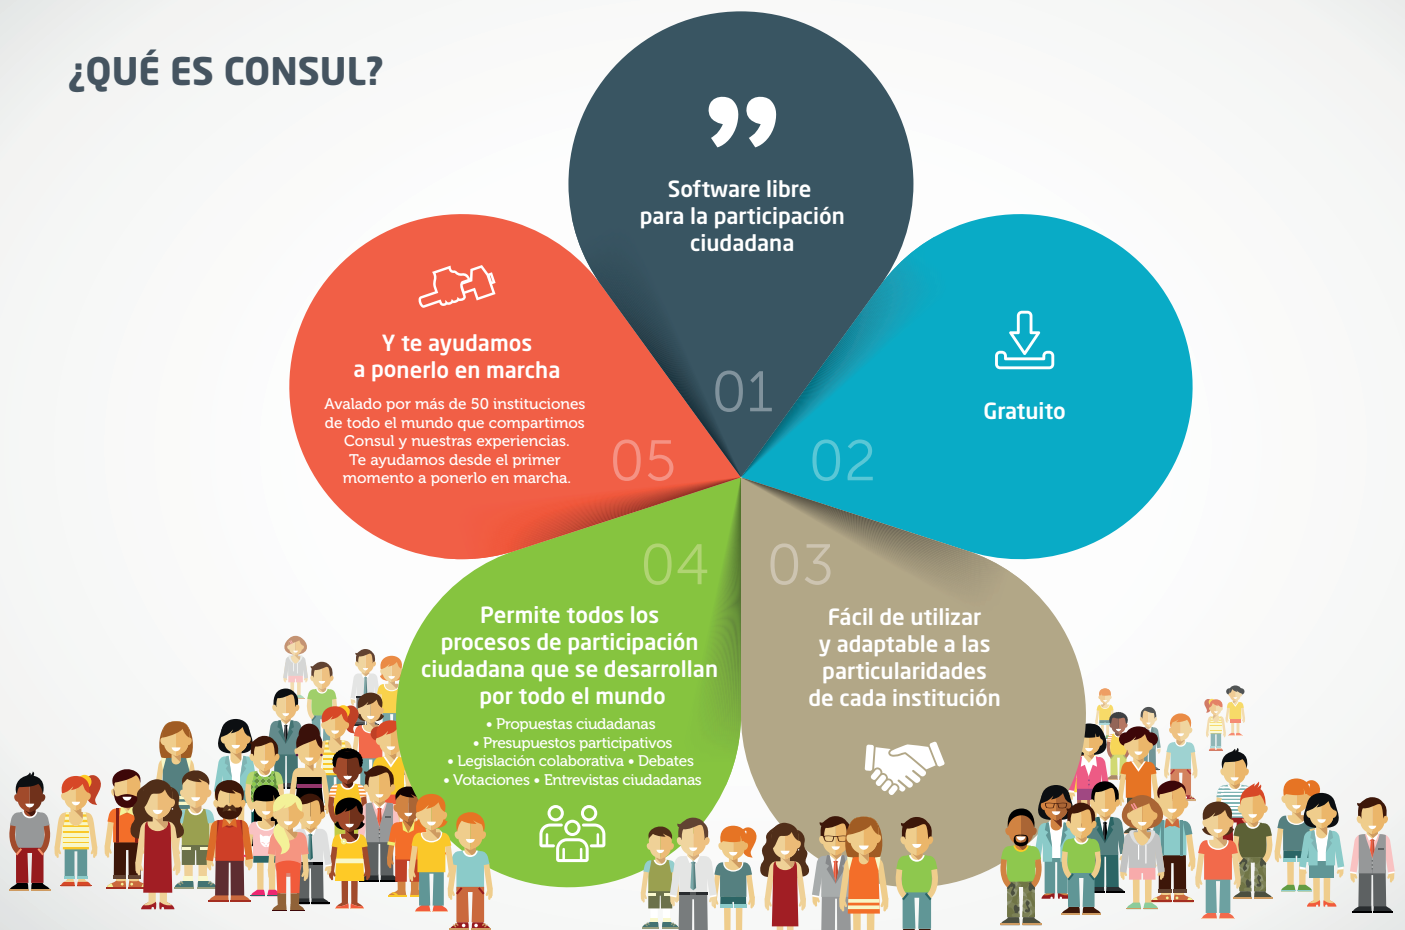 ¿QUÉ ES CONSUL?
Software libre
para la participación
ciudadana
01
Gratuito
02
03
Fácil de utilizar
y adaptable a las
particularidades
de cada institución
04
Permite todos los
procesos de participación
ciudadana que se desarrollan
por todo el mundo
• Propuestas ciudadanas
• Presupuestos participativos
• Legislación colaborativa • Debates
• Votaciones • Entrevistas ciudadanas
Y te ayudamos
a ponerlo en marcha
Avalado por más de 50 instituciones
de todo el mundo que compartimos
Consul y nuestras experiencias.
Te ayudamos desde el primer
momento a ponerlo en marcha.
05